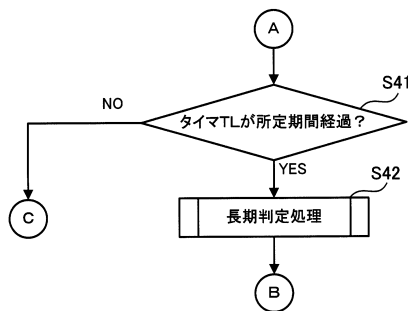 A
S41
NO
タイマTLが所定期間経過？
YES
S42
長期判定処理
C
B